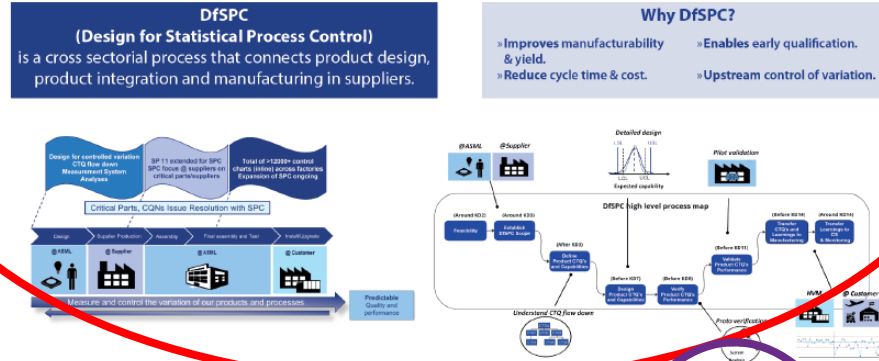 DfSPC
(Design for Statistical Process Control)
is a cross sectorial process that connects product design,
product integration and manufacturing in suppliers.
Why DfSPC?
»Improves manufacturability
& yield.
»Reduce cycle time & cost.
»Enables early qualification.
»Upstream control of variation.
Design for controlled variation
CTQ flow down
Measurement System
Analyses
SP 11 extended for SPC
SPC focus @ suppliers on
critical parts/suppliers
Total of >12000+ control
charts (inline) across factories
Expansion of SPC ongoing
Critical Parts, CQNs Issue Resolution with SPC
Design
Supplier Production
Assembly
Final assembly and Test
Install/Upgrade
@ASML
@Supplier
@ASML
@Customer
Measure and control the variation of our products and processes
Predictable
Quality and
performance
@ASML
@Supplier
Detailed design
LSL
USL
LCL
UCL
Expected capability
Pilot validation
DfSPC high level process map
(Around KD2)
Feasibility
(Around KD3)
Establish
DfSPC Scope
(After KD3)
Define
Product CTQ's
and Capabilities
(Before KD7)
Design
Product CTQ's
and Capabilities
(Before KD8)
Verify
Product CTQ's
Performance
(Before KD11)
Validate
Product CTQ's
Performance
(Before KD14)
Transfer
CTQ's and
Learnings to
Manufacturing
(Around KD14)
Transfer
Learnings to
CS
& Monitoring
Understand CTQ flow down
Proto verification
System
HVM
@ Customer